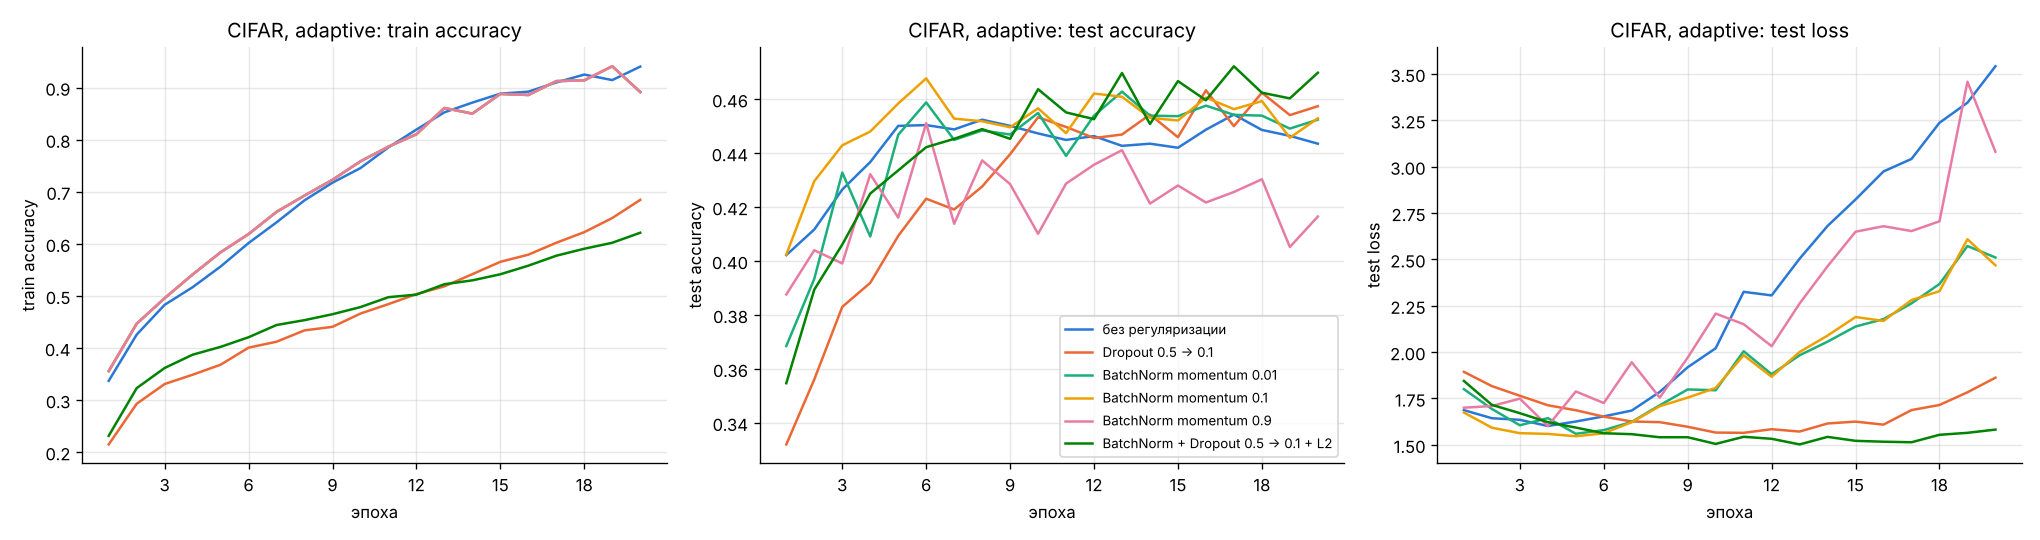 CIFAR, adaptive: train accuracy
train accuracy
0.9
0.8
0.7
0.6
0.5
0.4
0.3
0.2
3 6 9 12 15 18
эпоха
CIFAR, adaptive: test accuracy
test accuracy
0.46
0.44
0.42
0.40
0.38
0.36
0.34
3 6 9 12 15 18
эпоха
без регуляризации
Dropout 0.5 → 0.1
BatchNorm momentum 0.01
BatchNorm momentum 0.1
BatchNorm momentum 0.9
BatchNorm + Dropout 0.5 → 0.1 + L2
CIFAR, adaptive: test loss
test loss
3.50
3.25
3.00
2.75
2.50
2.25
2.00
1.75
1.50
3 6 9 12 15 18
эпоха